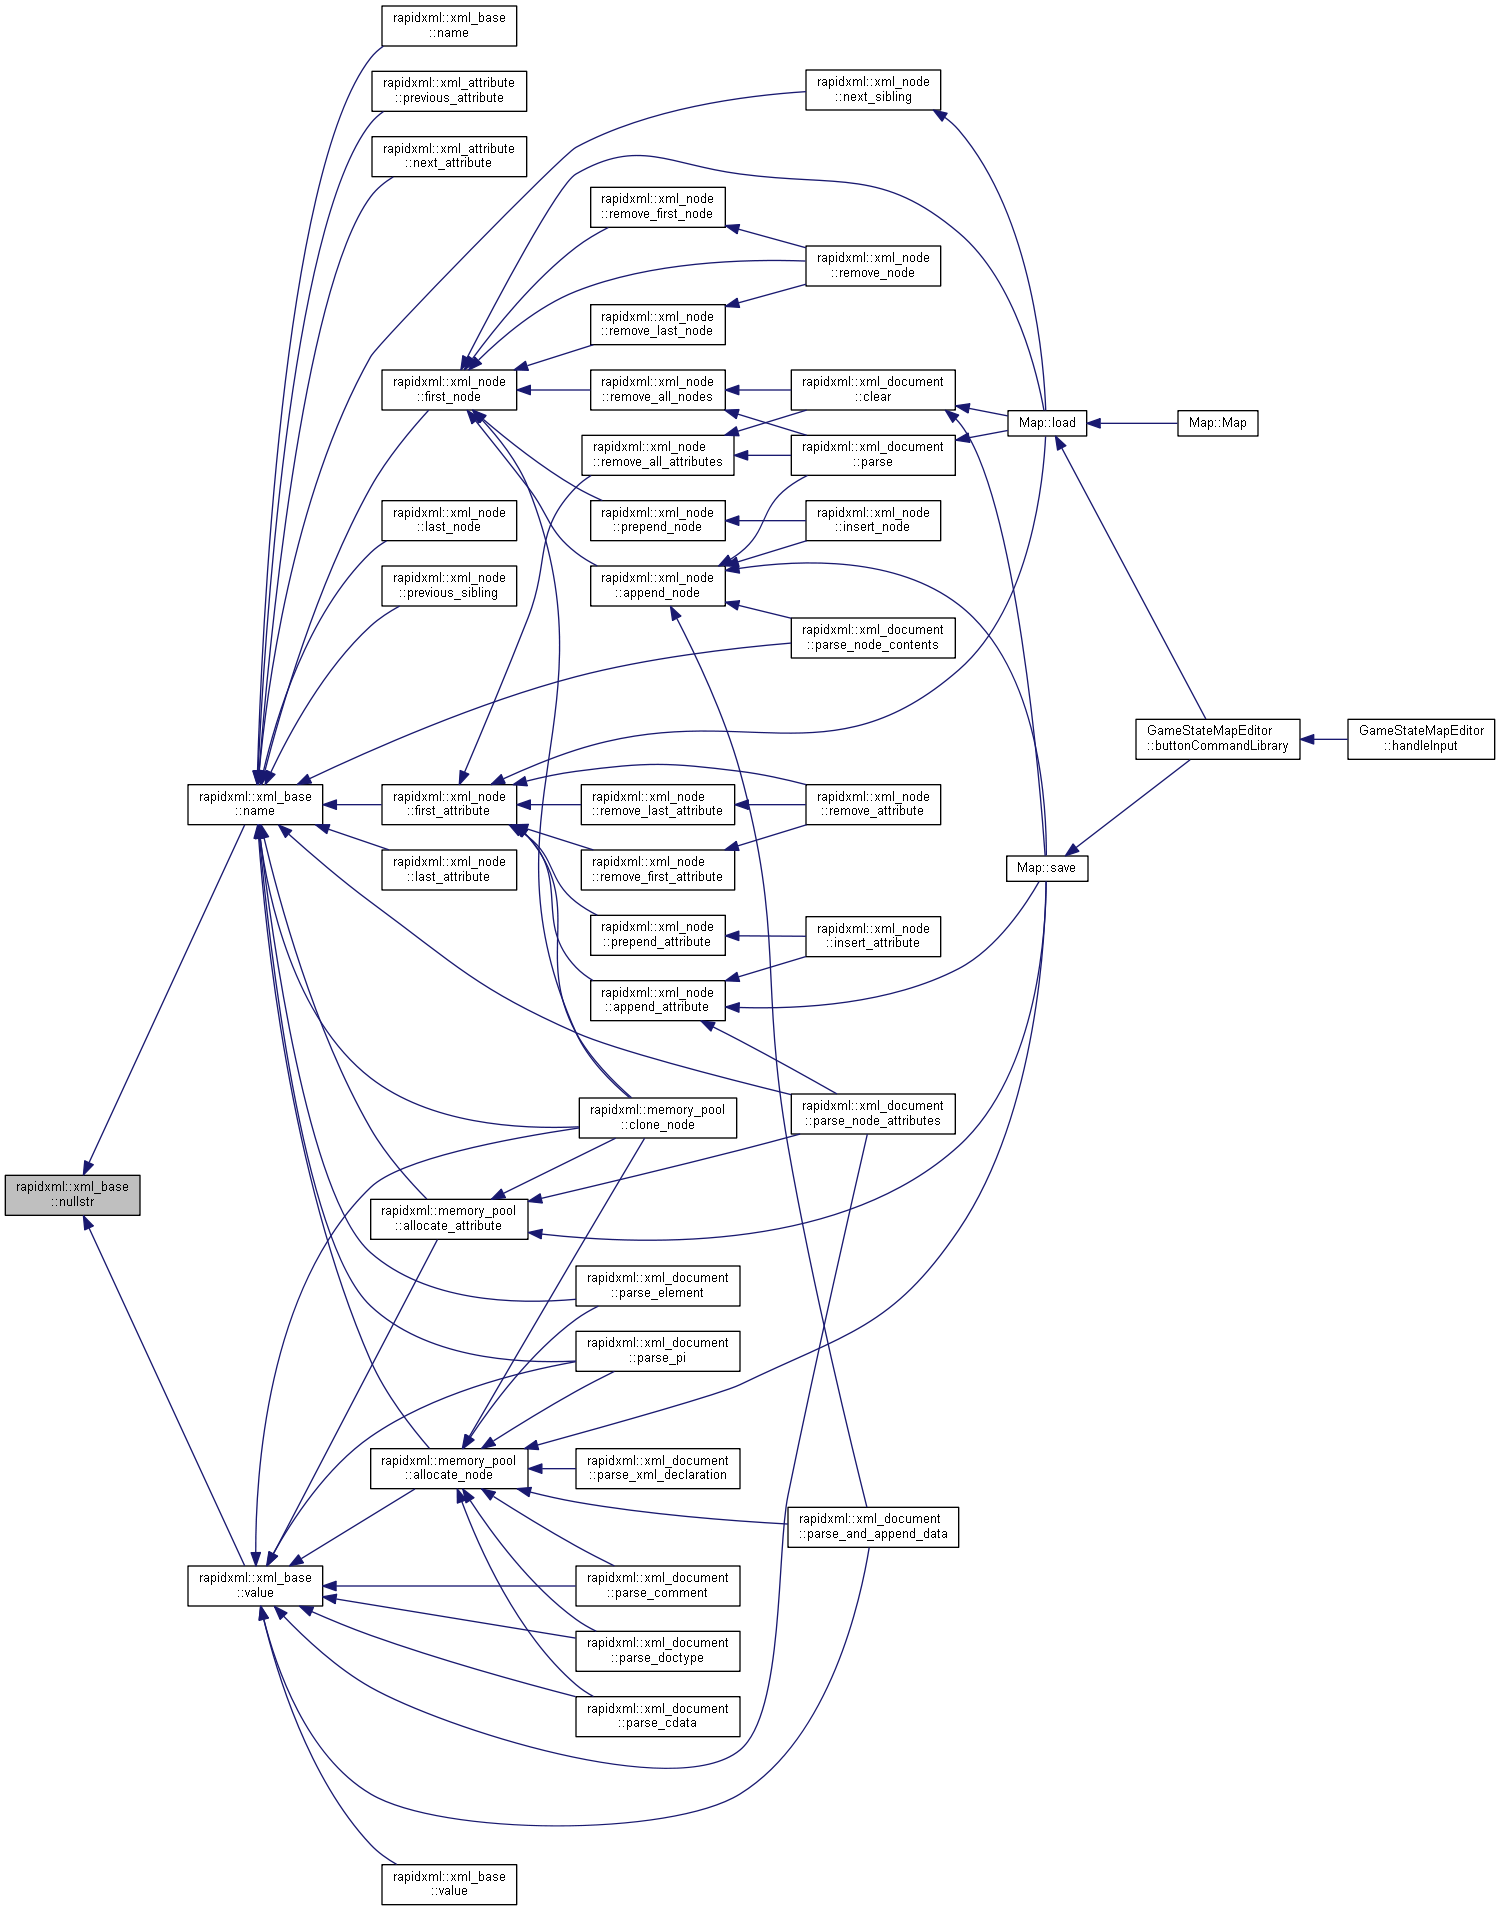 rapidxml::xml_base
::name
rapidxml::xml_attribute
::previous_attribute
rapidxml::xml_node
::next_sibling
rapidxml::xml_attribute
::next_attribute
rapidxml::xml_node
::remove_first_node
rapidxml::xml_node
::remove_node
rapidxml::xml_node
::remove_last_node
rapidxml::xml_node
::first_node
rapidxml::xml_node
::remove_all_nodes
rapidxml::xml_document
::clear
Map::load
Map::Map
rapidxml::xml_node
::remove_all_attributes
rapidxml::xml_document
::parse
rapidxml::xml_node
::last_node
rapidxml::xml_node
::prepend_node
rapidxml::xml_node
::insert_node
rapidxml::xml_node
::previous_sibling
rapidxml::xml_node
::append_node
rapidxml::xml_document
::parse_node_contents
GameStateMapEditor
::buttonCommandLibrary
GameStateMapEditor
::handleInput
rapidxml::xml_base
::name
rapidxml::xml_node
::first_attribute
rapidxml::xml_node
::remove_last_attribute
rapidxml::xml_node
::remove_attribute
rapidxml::xml_node
::last_attribute
rapidxml::xml_node
::remove_first_attribute
Map::save
rapidxml::xml_node
::prepend_attribute
rapidxml::xml_node
::insert_attribute
rapidxml::xml_node
::append_attribute
rapidxml::memory_pool
::clone_node
rapidxml::xml_document
::parse_node_attributes
rapidxml::xml_base
::nullstr
rapidxml::memory_pool
::allocate_attribute
rapidxml::xml_document
::parse_element
rapidxml::xml_document
::parse_pi
rapidxml::memory_pool
::allocate_node
rapidxml::xml_document
::parse_xml_declaration
rapidxml::xml_document
::parse_and_append_data
rapidxml::xml_base
::value
rapidxml::xml_document
::parse_comment
rapidxml::xml_document
::parse_doctype
rapidxml::xml_document
::parse_cdata
rapidxml::xml_base
::value